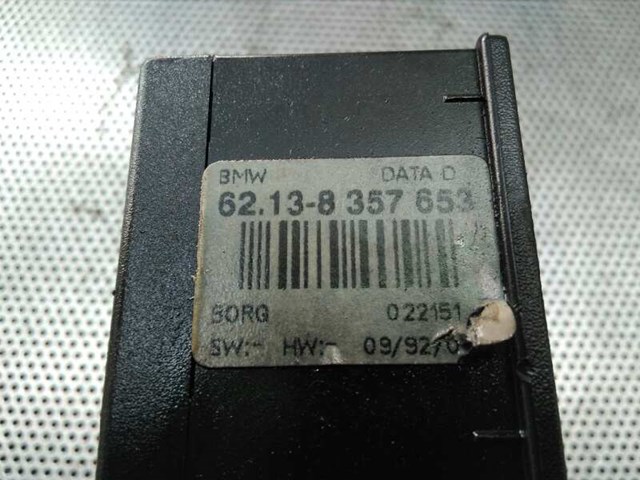 BMW DATA D
62.13-8 357 653
BORG 022151
SW:- HW:- 09/92/0